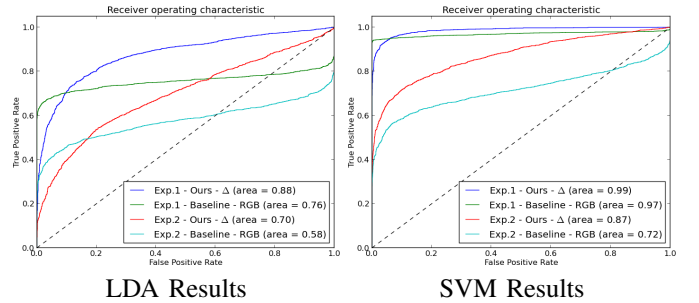 Receiver operating characteristic
1.0
0.8
0.6
0.4
0.2
0.0
0.0 0.2 0.4 0.6 0.8 1.0
True Positive Rate
False Positive Rate
Exp.1 - Ours - Δ (area = 0.88)
Exp.1 - Baseline - RGB (area = 0.76)
Exp.2 - Ours - Δ (area = 0.70)
Exp.2 - Baseline - RGB (area = 0.58)
LDA Results
Receiver operating characteristic
1.0
0.8
0.6
0.4
0.2
0.0
0.0 0.2 0.4 0.6 0.8 1.0
True Positive Rate
False Positive Rate
Exp.1 - Ours - Δ (area = 0.99)
Exp.1 - Baseline - RGB (area = 0.97)
Exp.2 - Ours - Δ (area = 0.87)
Exp.2 - Baseline - RGB (area = 0.72)
SVM Results